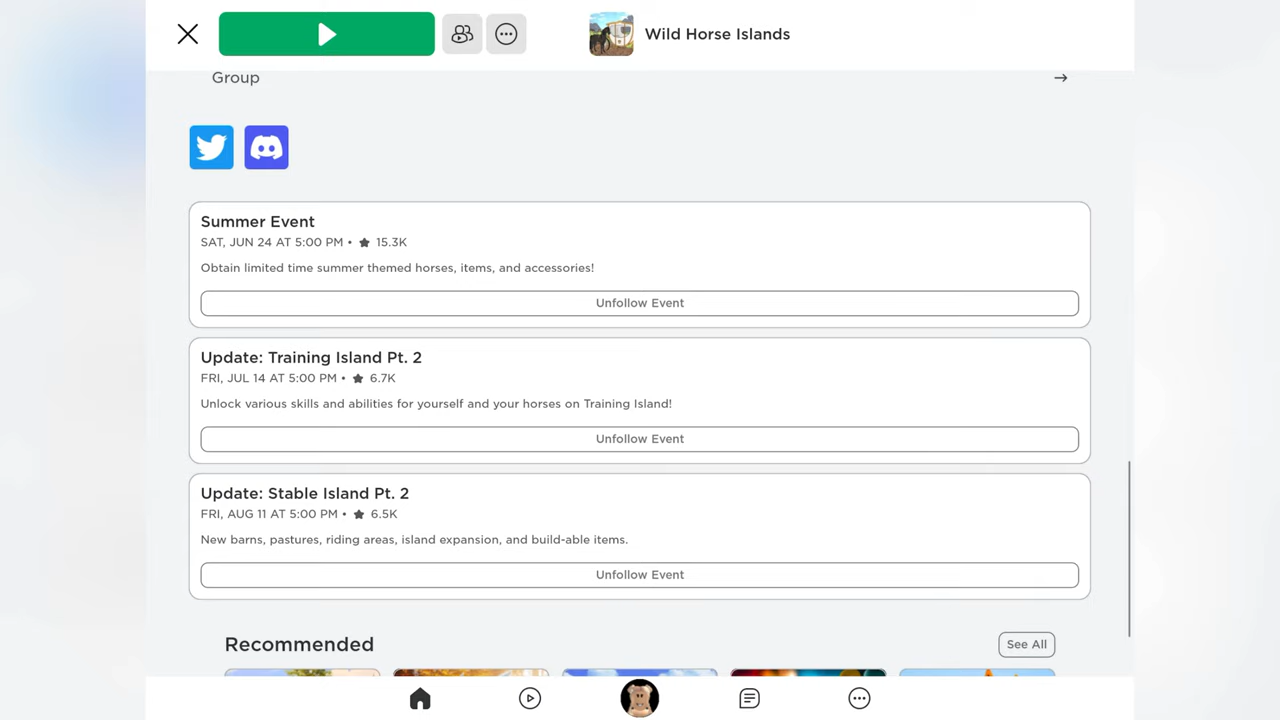 Wild Horse Islands
Group
Summer Event
SAT, JUN 24 AT 5:00 PM • ★ 15.3K
Obtain limited time summer themed horses, items, and accessories!
Unfollow Event
Update: Training Island Pt. 2
FRI, JUL 14 AT 5:00 PM • ★ 6.7K
Unlock various skills and abilities for yourself and your horses on Training Island!
Unfollow Event
Update: Stable Island Pt. 2
FRI, AUG 11 AT 5:00 PM • ★ 6.5K
New barns, pastures, riding areas, island expansion, and build-able items.
Unfollow Event
Recommended
See All